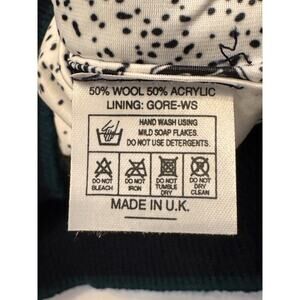 50% WOOL 50% ACRYLIC
LINING: GORE-WS
HAND WASH USING
MILD SOAP FLAKES.
DO NOT USE DETERGENTS.
DO NOT BLEACH
DO NOT IRON
DO NOT TUMBLE DRY
DO NOT DRY CLEAN
MADE IN U.K.